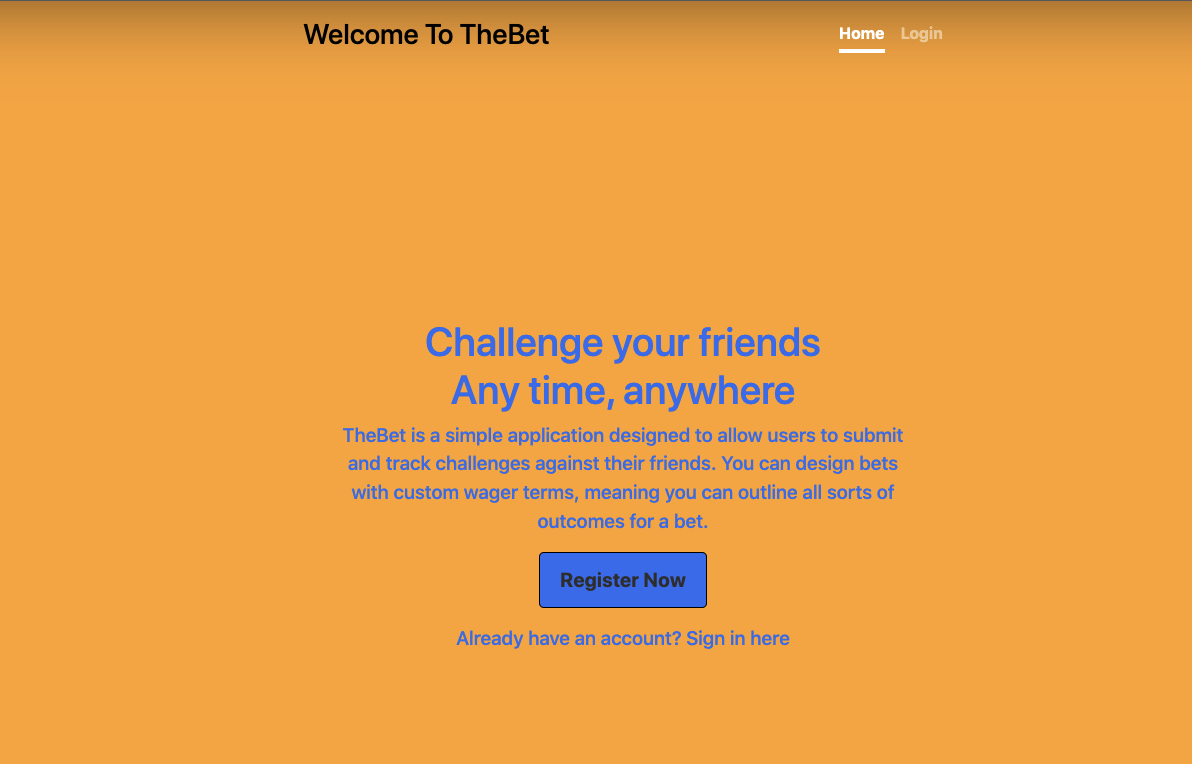 Welcome To TheBet
Home
Login
Challenge your friends
Any time, anywhere
TheBet is a simple application designed to allow users to submit
and track challenges against their friends. You can design bets
with custom wager terms, meaning you can outline all sorts of
outcomes for a bet.
Register Now
Already have an account? Sign in here